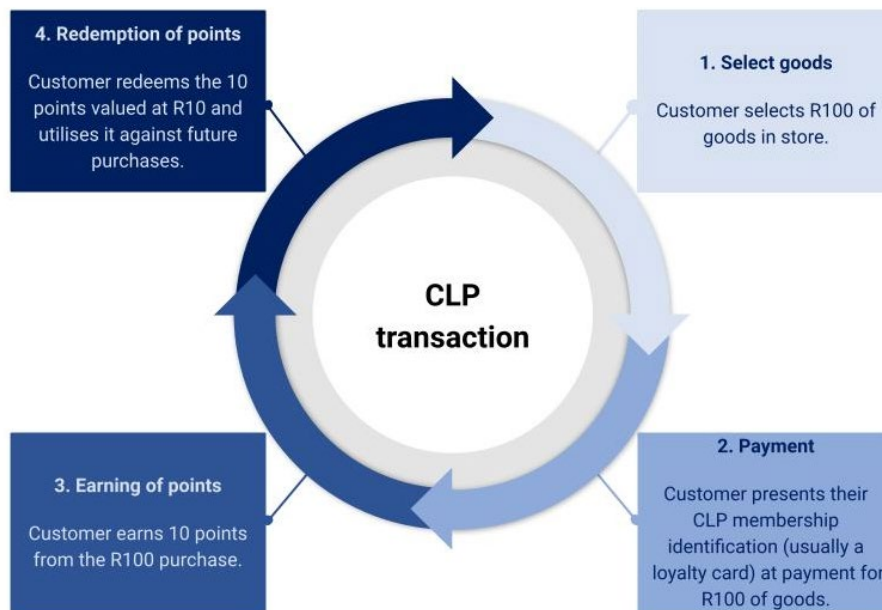 4. Redemption of points
Customer redeems the 10
points valued at R10 and
utilises it against future
purchases.
1. Select goods
Customer selects R100 of
goods in store.
CLP
transaction
3. Earning of points
Customer earns 10 points
from the R100 purchase.
2. Payment
Customer presents their
CLP membership
identification (usually a
loyalty card) at payment for
R100 of goods.